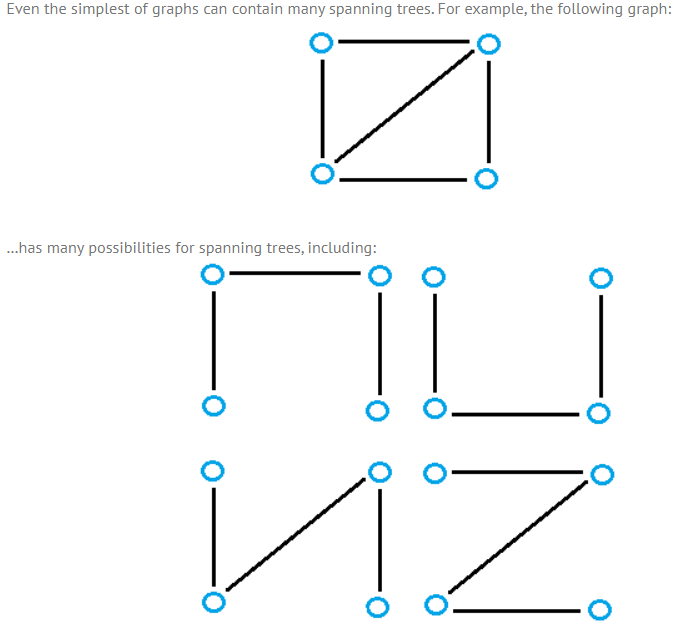 Even the simplest of graphs can contain many spanning trees. For example, the following graph:
...has many possibilities for spanning trees, including: